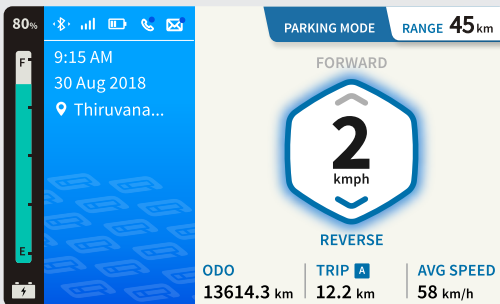 80%
PARKING MODE
RANGE 45 km
F
9:15 AM
30 Aug 2018
Thiruvana...
FORWARD
2
kmph
REVERSE
E
ODO
13614.3 km
TRIP A
12.2 km
AVG SPEED
58 km/h